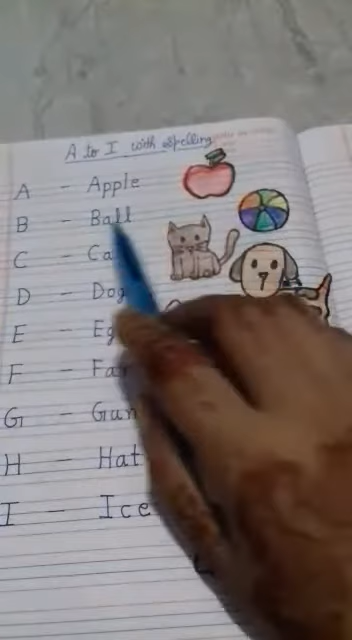 A to I with spelling
A - Apple
B - Ball
C - Ca
D - Dog
E - Eg
F - Fa
G - Gun
H - Hat
I - Ice